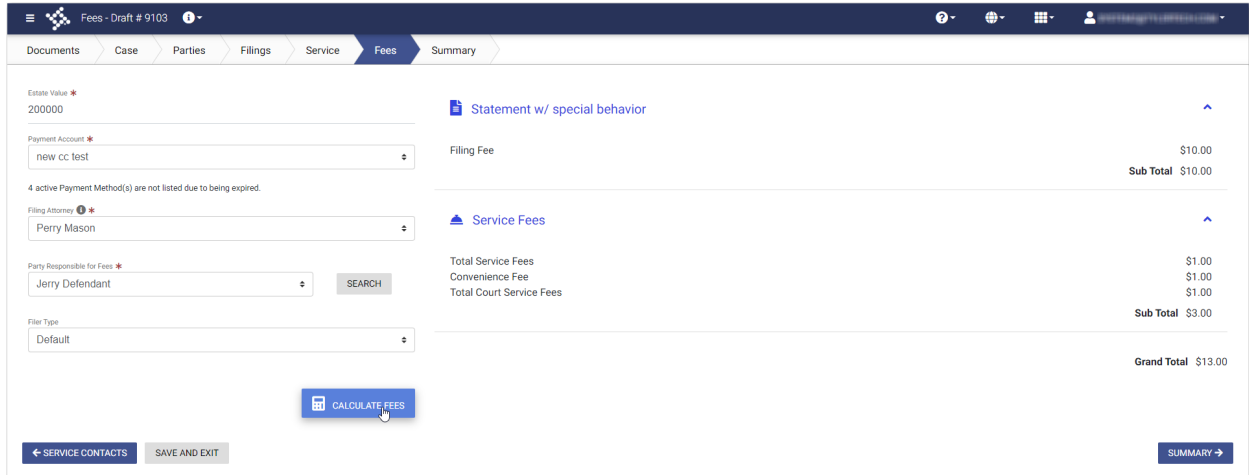 Fees - Draft # 9103
Documents Case Parties Filings Service Fees Summary
Estate Value *
200000
Payment Account *
new cc test
4 active Payment Method(s) are not listed due to being expired.
Filing Attorney *
Perry Mason
Party Responsible for Fees *
Jerry Defendant
SEARCH
Filer Type
Default
CALCULATE FEES
Statement w/ special behavior
Filing Fee $10.00
Sub Total $10.00
Service Fees
Total Service Fees $1.00
Convenience Fee $1.00
Total Court Service Fees $1.00
Sub Total $3.00
Grand Total $13.00
← SERVICE CONTACTS SAVE AND EXIT SUMMARY →